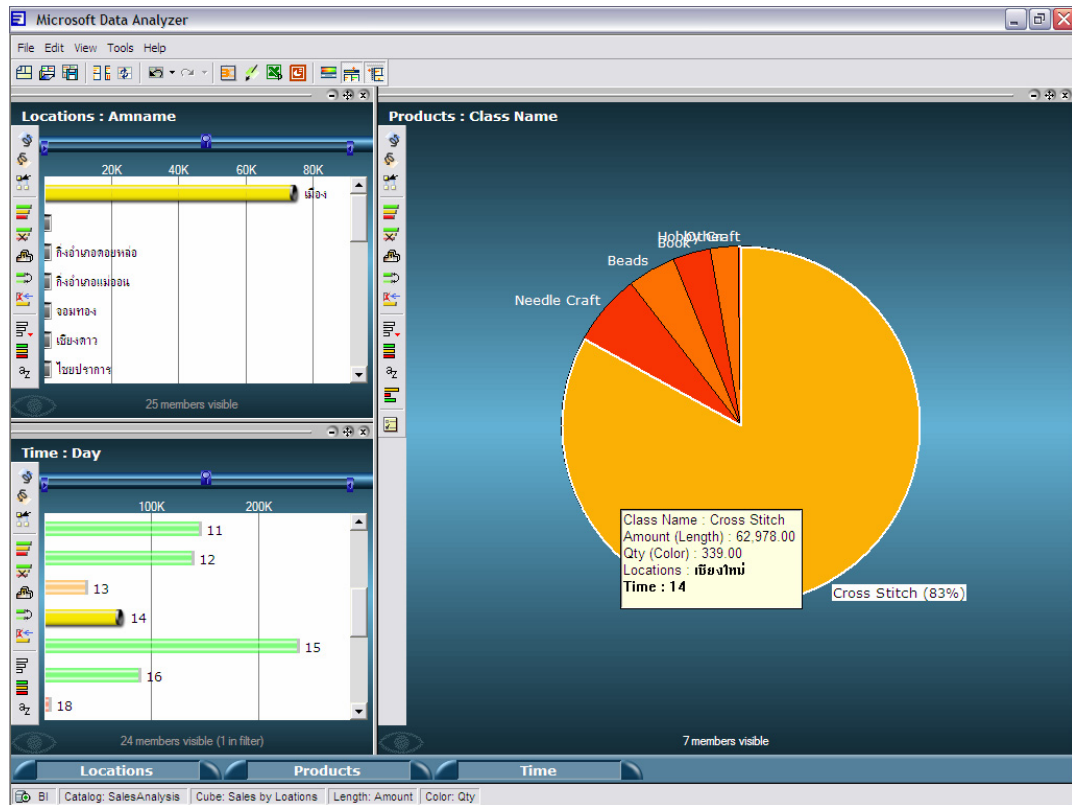 Microsoft Data Analyzer
File Edit View Tools Help
Locations : Amname
20K 40K 60K 80K
เมือง
กิ่งอำเภอดอยหล่อ
กิ่งอำเภอแม่ออน
จอมทอง
เชียงดาว
ไชยปราการ
25 members visible
Time : Day
100K 200K
11
12
13
14
15
16
18
24 members visible (1 in filter)
Products : Class Name
Hobby Craft
Other
Book
Beads
Needle Craft
Class Name : Cross Stitch
Amount (Length) : 62,978.00
Qty (Color) : 339.00
Locations : เชียงใหม่
Time : 14
Cross Stitch (83%)
7 members visible
Locations Products Time
BI Catalog: SalesAnalysis Cube: Sales by Loations Length: Amount Color: Qty